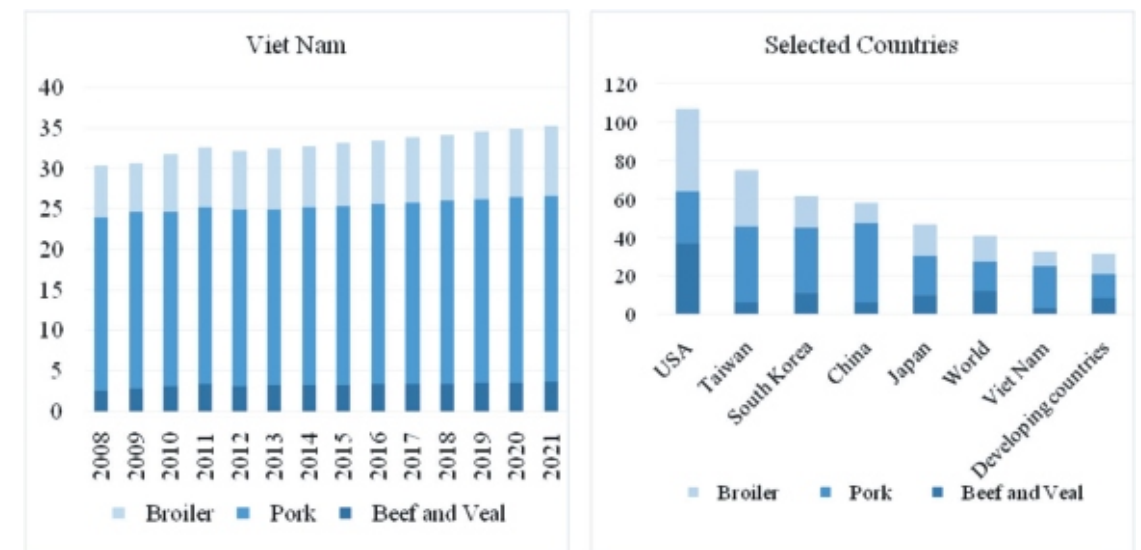 Viet Nam
40
35
30
25
20
15
10
5
0
2008
2009
2010
2011
2012
2013
2014
2015
2016
2017
2018
2019
2020
2021
Broiler Pork Beef and Veal
Selected Countries
120
100
80
60
40
20
0
USA
Taiwan
South Korea
China
Japan
World
Viet Nam
Developing countries
Broiler Pork Beef and Veal